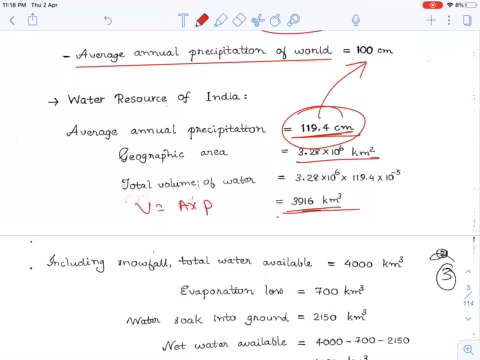 11:18 PM Thu 2 Apr
8%
- Average annual precipitation of world = 100 cm
→ Water Resource of India:
Average annual precipitation = 119.4 cm
Geographic area = 3.28×10⁶ km²
Total volume of water = 3.28×10⁶ × 119.4×10⁻⁵
V = A×P = 3916 km³
Including snowfall, total water available = 4000 km³
3
3
/
114
Evaporation loss = 700 km³
Water soak into ground = 2150 km³
Net water available = 4000-700-2150